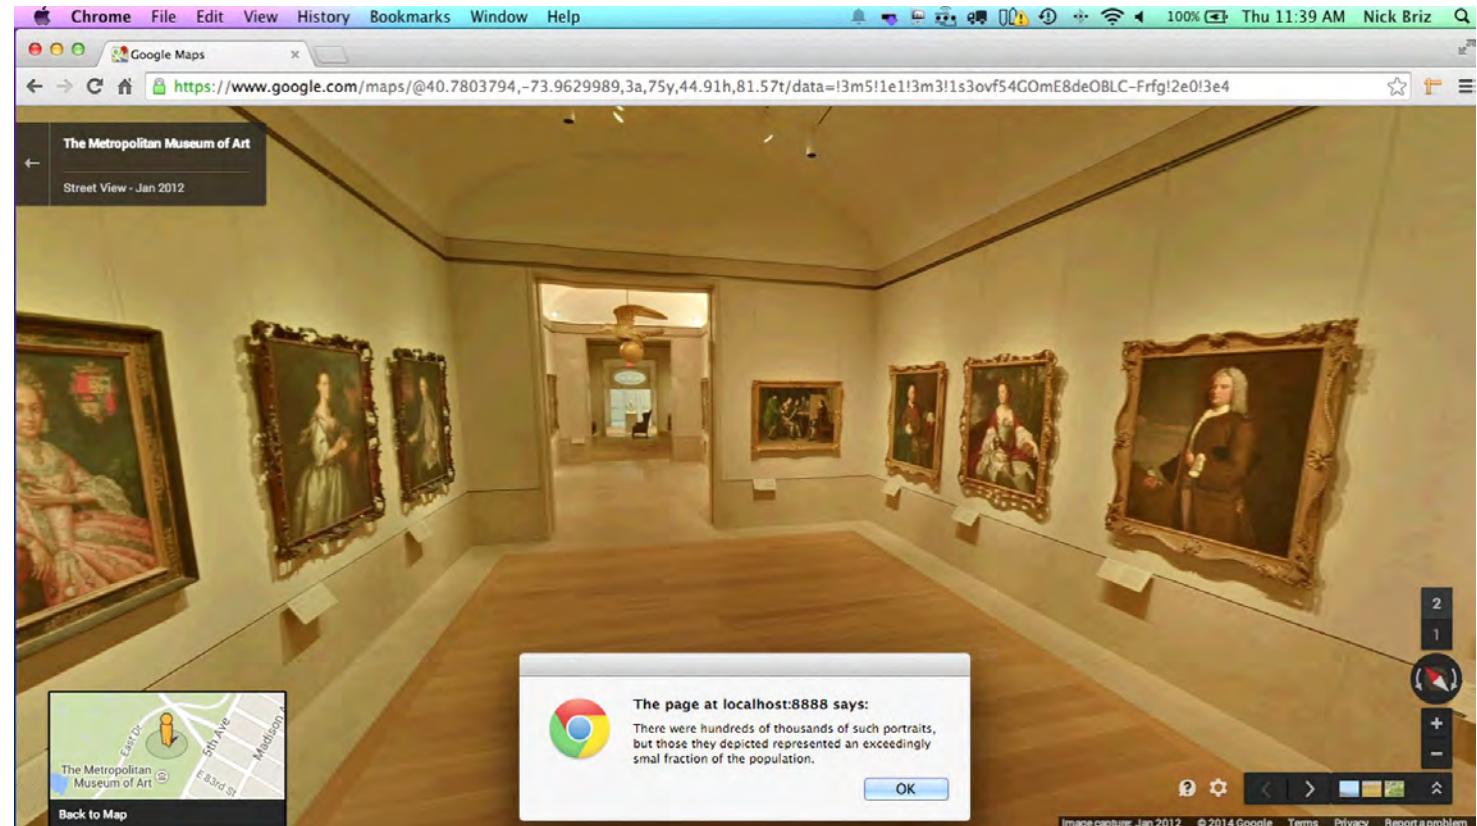 Chrome File Edit View History Bookmarks Window Help 100% Thu 11:39 AM Nick Briz
Google Maps
https://www.google.com/maps/@40.7803794,-73.9629989,3a,75y,44.91h,81.57t/data=!3m5!1e1!3m3!1s3ovf54GOmE8deOBLC-Frfg!2e0!3e4
The Metropolitan Museum of Art
Street View - Jan 2012
The page at localhost:8888 says:
There were hundreds of thousands of such portraits,
but those they depicted represented an exceedingly
smal fraction of the population.
OK
2
1
+
-
East Dr
5th Ave
Madison
E 83rd St
The Metropolitan
Museum of Art
Back to Map
Image capture: Jan 2012 © 2014 Google Terms Privacy Report a problem